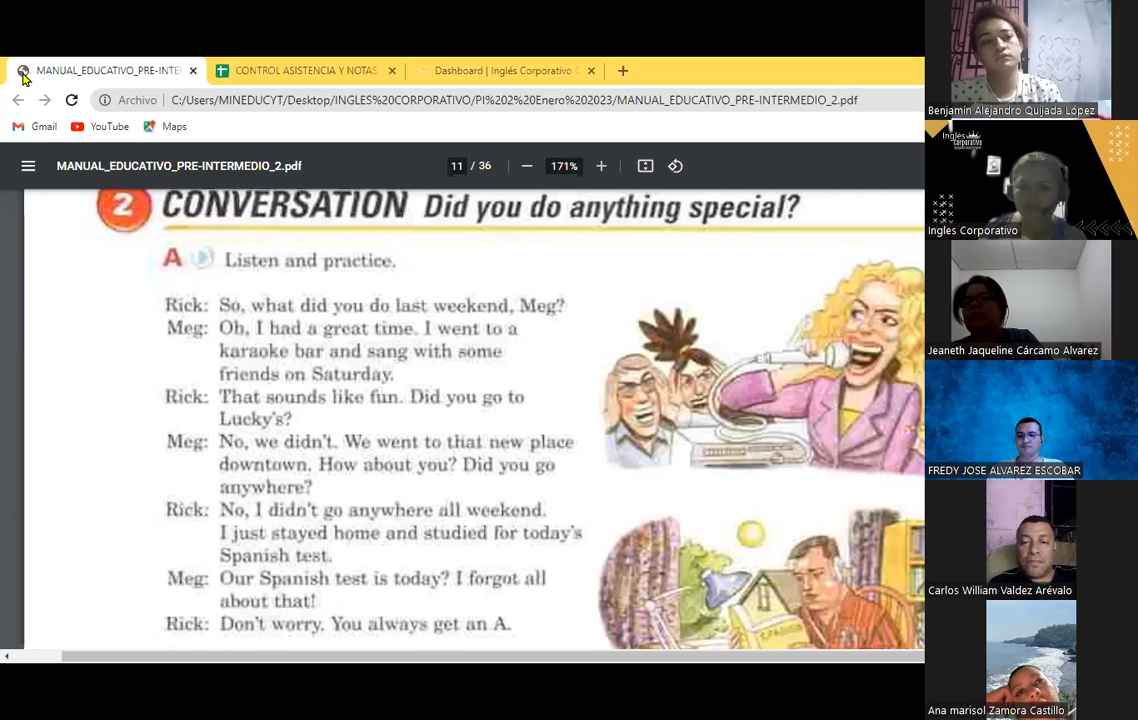 MANUAL_EDUCATIVO_PRE-INTER
CONTROL ASISTENCIA Y NOTAS
Dashboard | Inglés Corporativo
Archivo
C:/Users/MINEDUCYT/Desktop/INGLES%20CORPORATIVO/PI%202%20Enero%202023/MANUAL_EDUCATIVO_PRE-INTERMEDIO_2.pdf
Gmail
YouTube
Maps
MANUAL_EDUCATIVO_PRE-INTERMEDIO_2.pdf
11 / 36
171%
2 CONVERSATION Did you do anything special?
A Listen and practice.
Rick: So, what did you do last weekend, Meg?
Meg: Oh, I had a great time. I went to a
karaoke bar and sang with some
friends on Saturday.
Rick: That sounds like fun. Did you go to
Lucky's?
Meg: No, we didn't. We went to that new place
downtown. How about you? Did you go
anywhere?
Rick: No, I didn't go anywhere all weekend.
I just stayed home and studied for today's
Spanish test.
Meg: Our Spanish test is today? I forgot all
about that!
Rick: Don't worry. You always get an A.
Benjamin Alejandro Quijada López
Inglés
Corporativo
Ingles Corporativo
Jeaneth Jaqueline Cárcamo Alvarez
FREDY JOSE ALVAREZ ESCOBAR
Carlos William Valdez Arévalo
Ana marisol Zamora Castillo